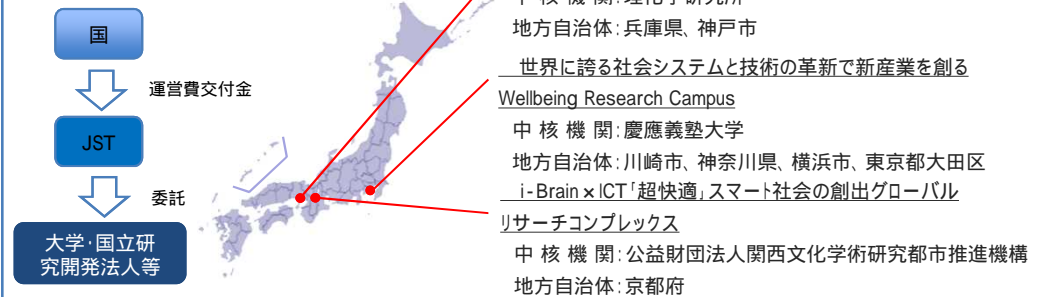 国
運営費交付金
JST
委託
大学・国立研
究開発法人等
地方自治体：兵庫県、神戸市
世界に誇る社会システムと技術の革新で新産業を創る
Wellbeing Research Campus
中 核 機 関：慶應義塾大学
地方自治体：川崎市、神奈川県、横浜市、東京都大田区
i-Brain×ICT「超快適」スマート社会の創出グローバル
リサーチコンプレックス
中 核 機 関：公益財団法人関西文化学術研究都市推進機構
地方自治体：京都府